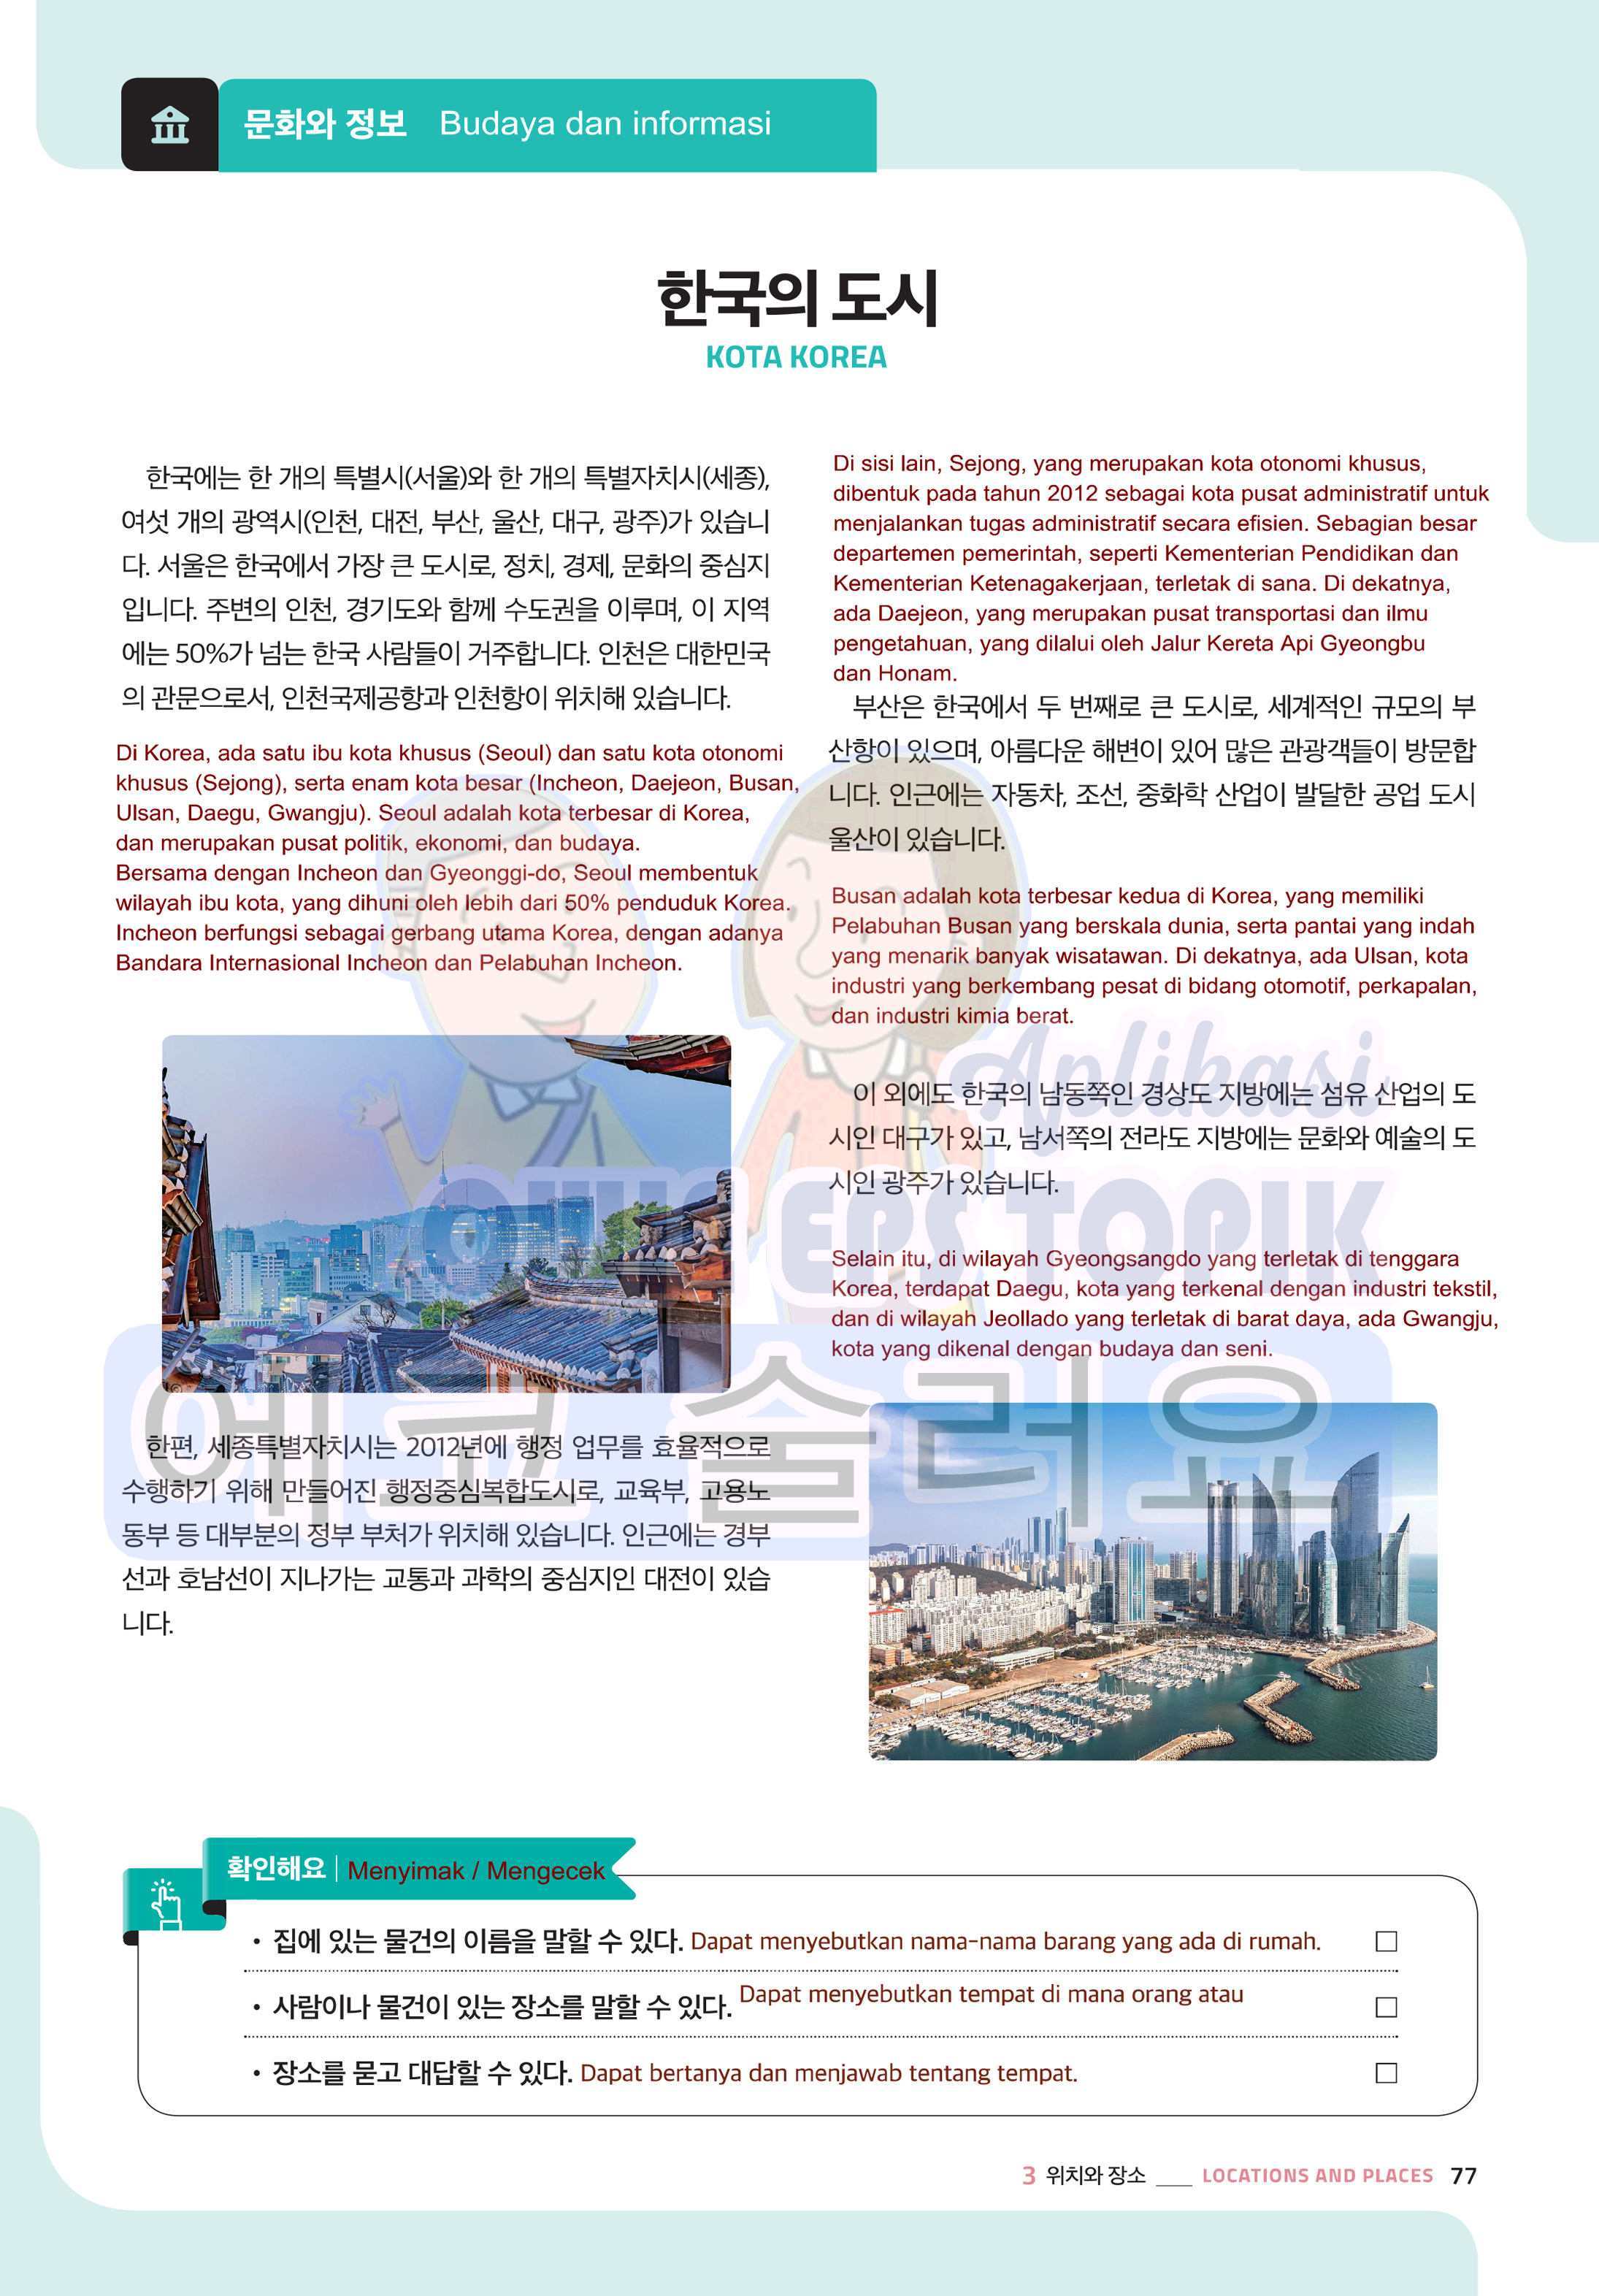 문화와 정보 Budaya dan informasi
한국의 도시
KOTA KOREA
한국에는 한 개의 특별시(서울)와 한 개의 특별자치시(세종),
여섯 개의 광역시(인천, 대전, 부산, 울산, 대구, 광주)가 있습니
다. 서울은 한국에서 가장 큰 도시로, 정치, 경제, 문화의 중심지
입니다. 주변의 인천, 경기도와 함께 수도권을 이루며, 이 지역
에는 50%가 넘는 한국 사람들이 거주합니다. 인천은 대한민국
의 관문으로서, 인천국제공항과 인천항이 위치해 있습니다.
Di Korea, ada satu ibu kota khusus (Seoul) dan satu kota otonomi
khusus (Sejong), serta enam kota besar (Incheon, Daejeon, Busan,
Ulsan, Daegu, Gwangju). Seoul adalah kota terbesar di Korea,
dan merupakan pusat politik, ekonomi, dan budaya.
Bersama dengan Incheon dan Gyeonggi-do, Seoul membentuk
wilayah ibu kota, yang dihuni oleh lebih dari 50% penduduk Korea.
Incheon berfungsi sebagai gerbang utama Korea, dengan adanya
Bandara Internasional Incheon dan Pelabuhan Incheon.
한편, 세종특별자치시는 2012년에 행정 업무를 효율적으로
수행하기 위해 만들어진 행정중심복합도시로, 교육부, 고용노
동부 등 대부분의 정부 부처가 위치해 있습니다. 인근에는 경부
선과 호남선이 지나가는 교통과 과학의 중심지인 대전이 있습
니다.
Di sisi lain, Sejong, yang merupakan kota otonomi khusus,
dibentuk pada tahun 2012 sebagai kota pusat administratif untuk
menjalankan tugas administratif secara efisien. Sebagian besar
departemen pemerintah, seperti Kementerian Pendidikan dan
Kementerian Ketenagakerjaan, terletak di sana. Di dekatnya,
ada Daejeon, yang merupakan pusat transportasi dan ilmu
pengetahuan, yang dilalui oleh Jalur Kereta Api Gyeongbu
dan Honam.
부산은 한국에서 두 번째로 큰 도시로, 세계적인 규모의 부
산항이 있으며, 아름다운 해변이 있어 많은 관광객들이 방문합
니다. 인근에는 자동차, 조선, 중화학 산업이 발달한 공업 도시
울산이 있습니다.
Busan adalah kota terbesar kedua di Korea, yang memiliki
Pelabuhan Busan yang berskala dunia, serta pantai yang indah
yang menarik banyak wisatawan. Di dekatnya, ada Ulsan, kota
industri yang berkembang pesat di bidang otomotif, perkapalan,
dan industri kimia berat.
이 외에도 한국의 남동쪽인 경상도 지방에는 섬유 산업의 도
시인 대구가 있고, 남서쪽의 전라도 지방에는 문화와 예술의 도
시인 광주가 있습니다.
Selain itu, di wilayah Gyeongsangdo yang terletak di tenggara
Korea, terdapat Daegu, kota yang terkenal dengan industri tekstil,
dan di wilayah Jeollado yang terletak di barat daya, ada Gwangju,
kota yang dikenal dengan budaya dan seni.
Aplikasi
EPS TOPIK
에코 술러요
확인해요 | Menyimak / Mengecek
• 집에 있는 물건의 이름을 말할 수 있다. Dapat menyebutkan nama-nama barang yang ada di rumah. □
• 사람이나 물건이 있는 장소를 말할 수 있다. Dapat menyebutkan tempat di mana orang atau □
• 장소를 묻고 대답할 수 있다. Dapat bertanya dan menjawab tentang tempat. □
3 위치와 장소 ___ LOCATIONS AND PLACES 77